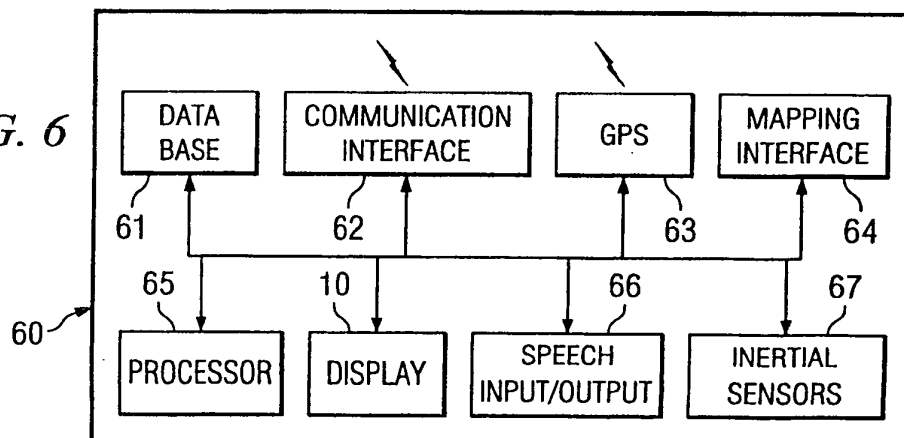 G. 6
DATA
BASE
COMMUNICATION
INTERFACE
GPS
MAPPING
INTERFACE
61
62
63
64
65
10
66
67
60
PROCESSOR
DISPLAY
SPEECH
INPUT/OUTPUT
INERTIAL
SENSORS